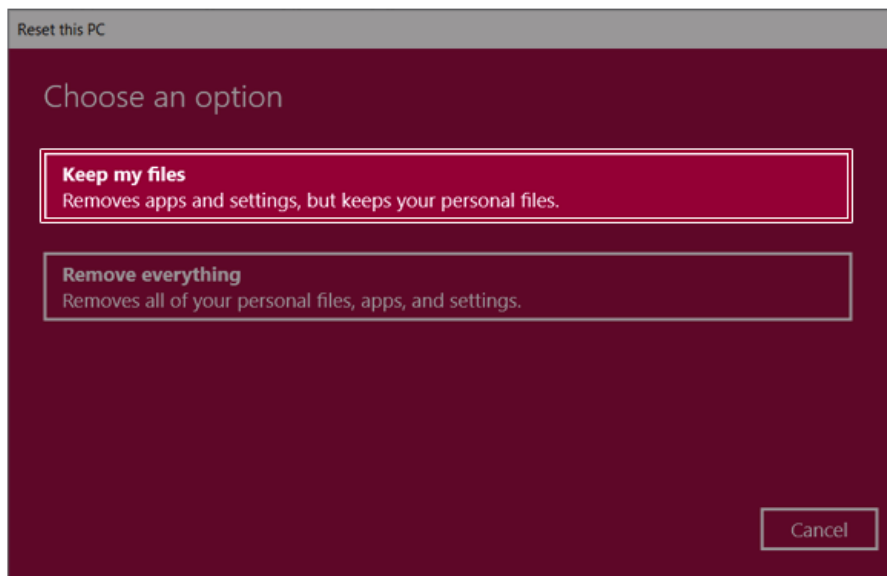 Reset this PC
Choose an option
Keep my files
Removes apps and settings, but keeps your personal files.
Remove everything
Removes all of your personal files, apps, and settings.
Cancel